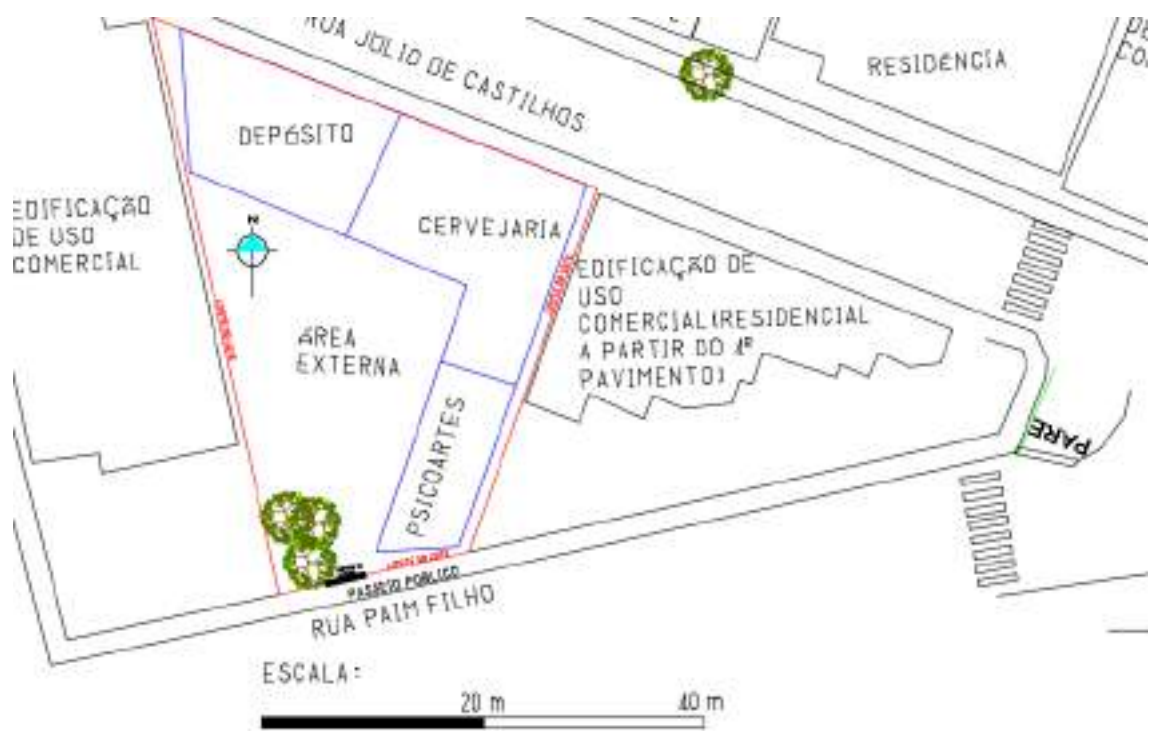 RUA JÚLIO DE CASTILHOS
RESIDÊNCIA
DEPÓSITO
CERVEJARIA
EDIFICAÇÃO
DE USO
COMERCIAL
N
EDIFICAÇÃO DE
USO
COMERCIAL(RESIDENCIAL
A PARTIR DO 4º
PAVIMENTO)
ÁREA
EXTERNA
PSICOARTES
PARE
PASSEIO PÚBLICO
RUA PAIM FILHO
ESCALA:
20 m
40 m